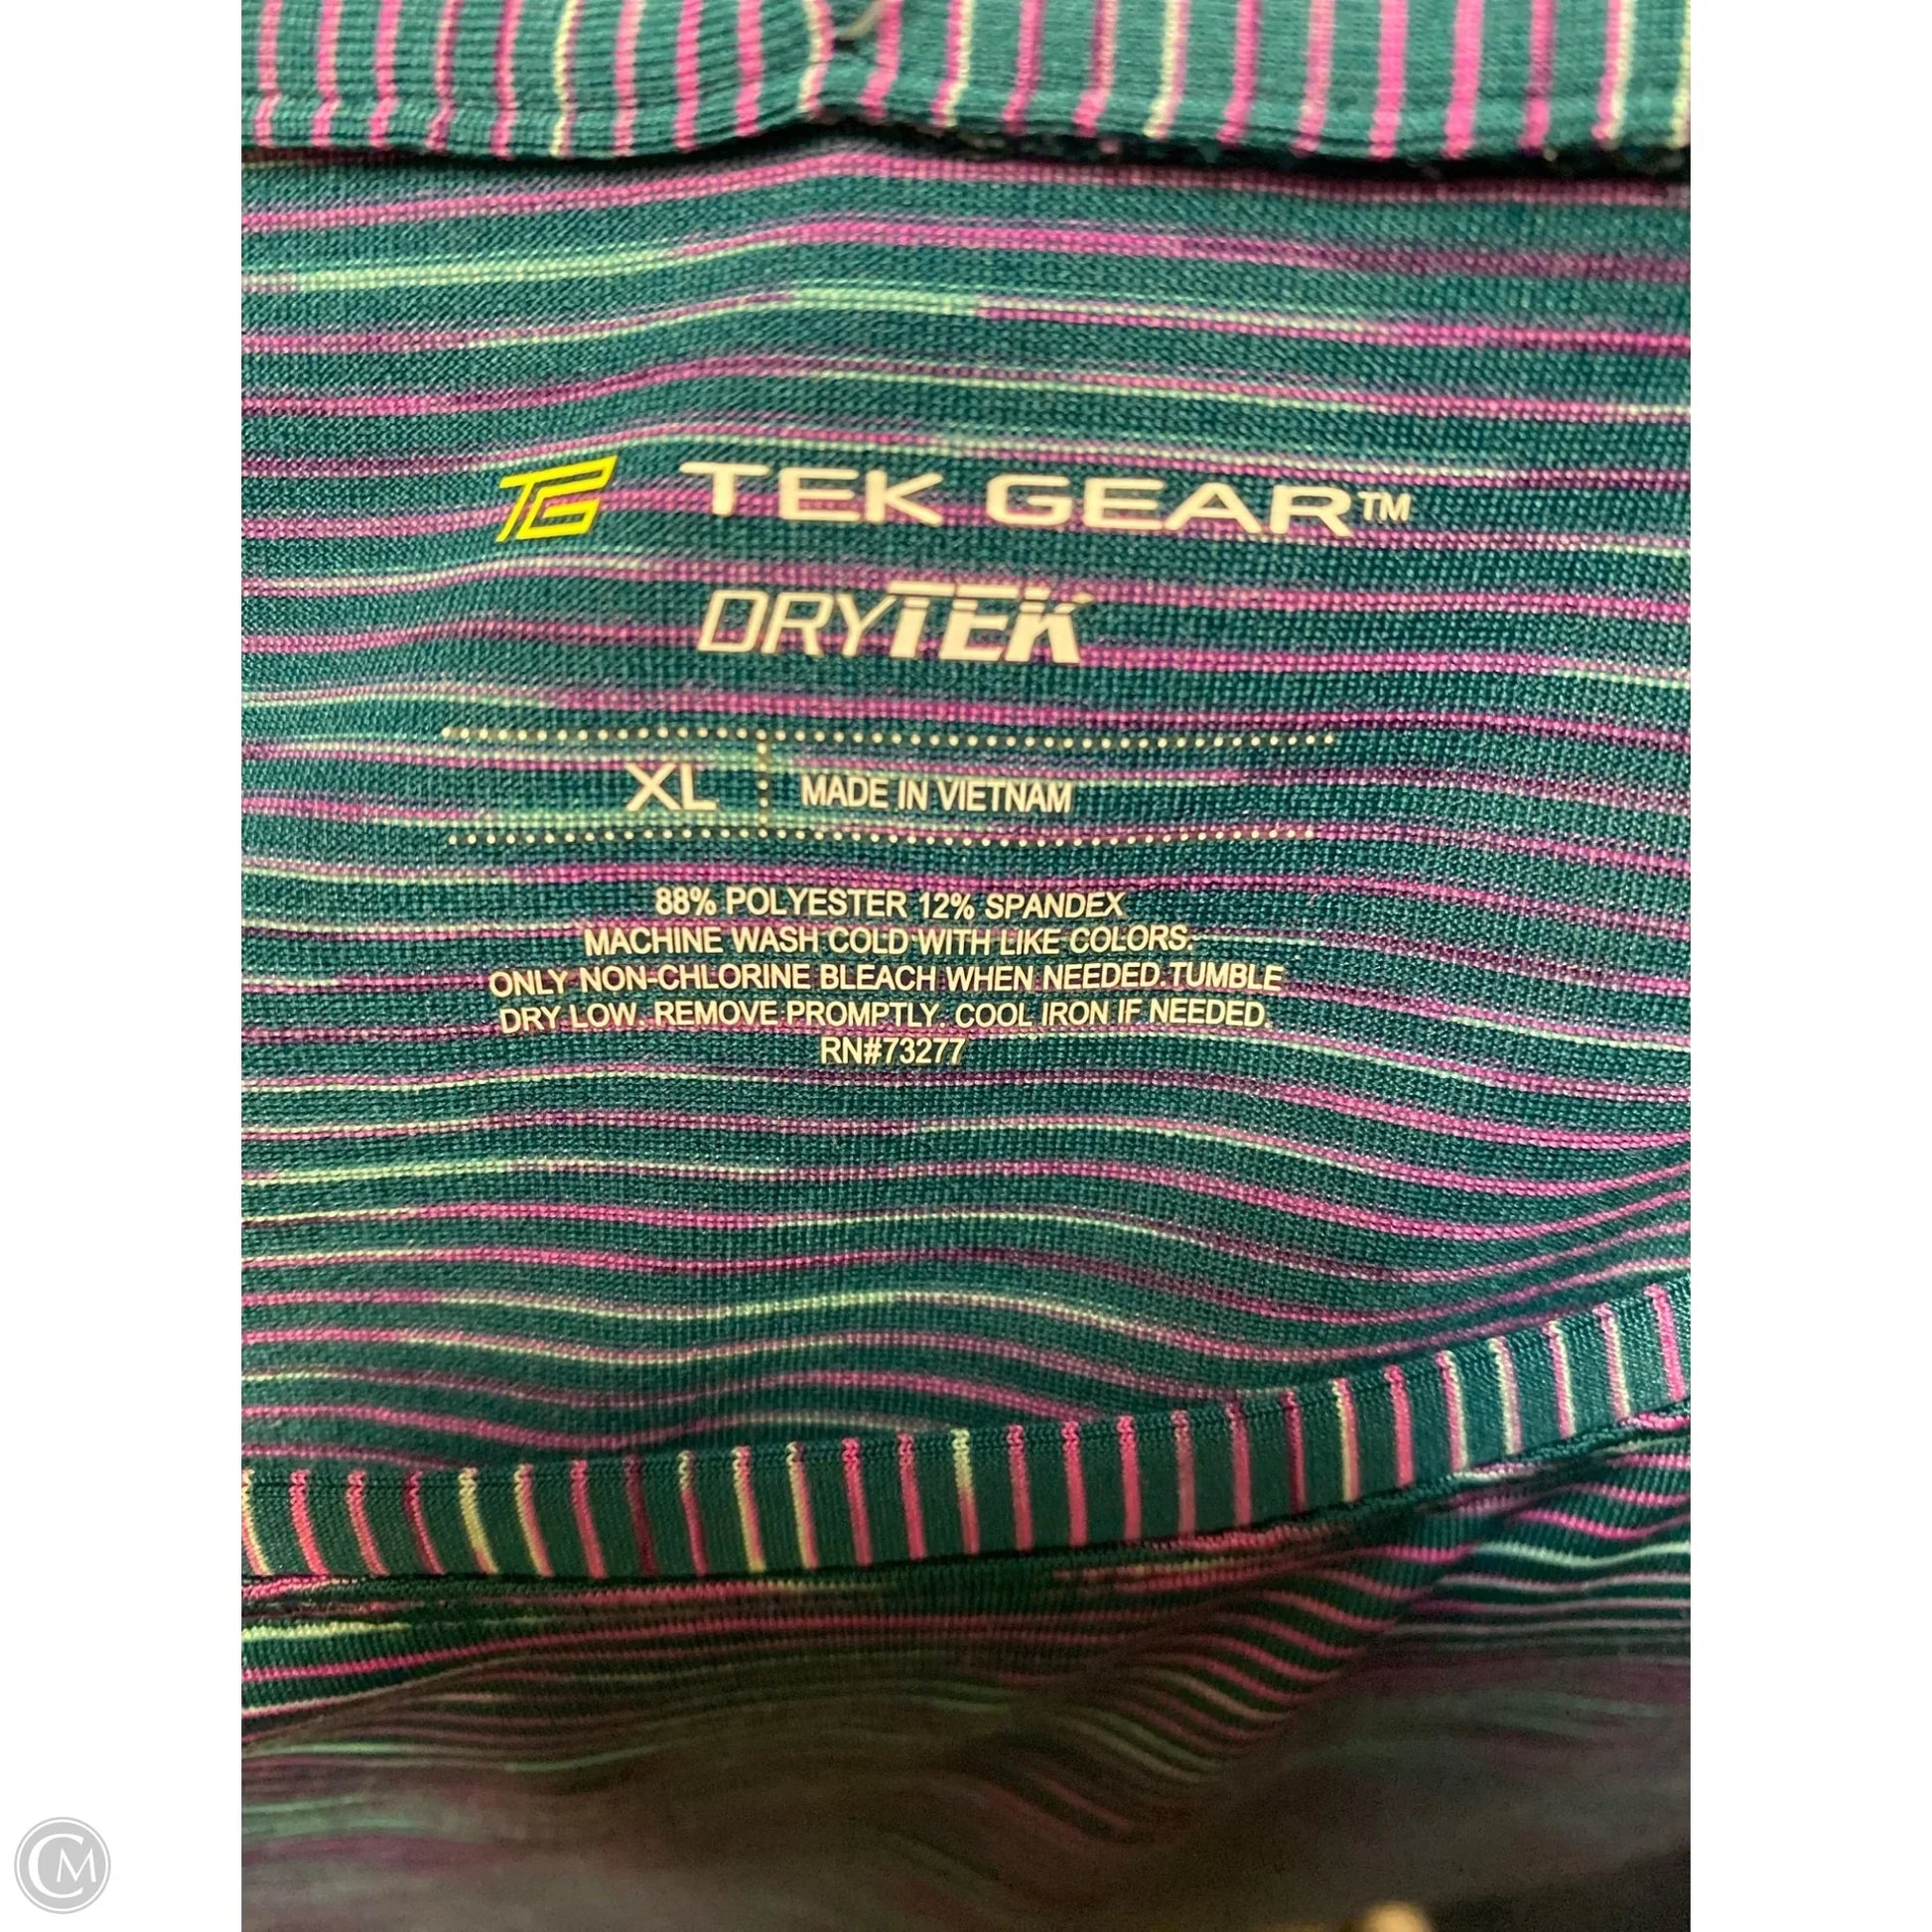 TG TEK GEAR™
DRYTEK
XL MADE IN VIETNAM
88% POLYESTER 12% SPANDEX
MACHINE WASH COLD WITH LIKE COLORS.
ONLY NON-CHLORINE BLEACH WHEN NEEDED. TUMBLE
DRY LOW. REMOVE PROMPTLY. COOL IRON IF NEEDED.
RN#73277
CM